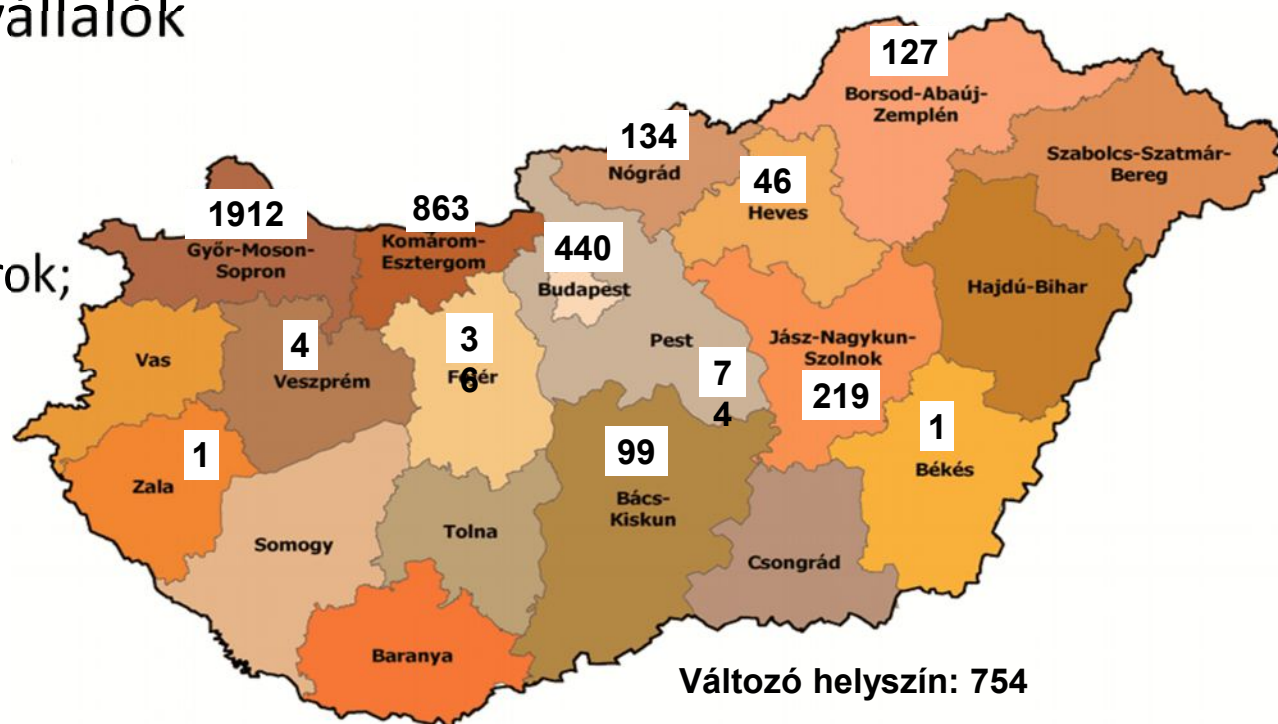 vállalók
127
Borsod-Abaúj-
Zemplén
134
Nógrád
Szabolcs-Szatmár-
Bereg
46
Heves
1912
863
Győr-Moson-
Sopron
Komárom-
Esztergom
440
Budapest
rok;
Hajdú-Bihar
Vas
4
Veszprém
3
6
Fejér
Pest
7
4
Jász-Nagykun-
Szolnok
219
1
Zala
99
Bács-
Kiskun
1
Békés
Somogy
Tolna
Csongrád
Baranya
Változó helyszín: 754